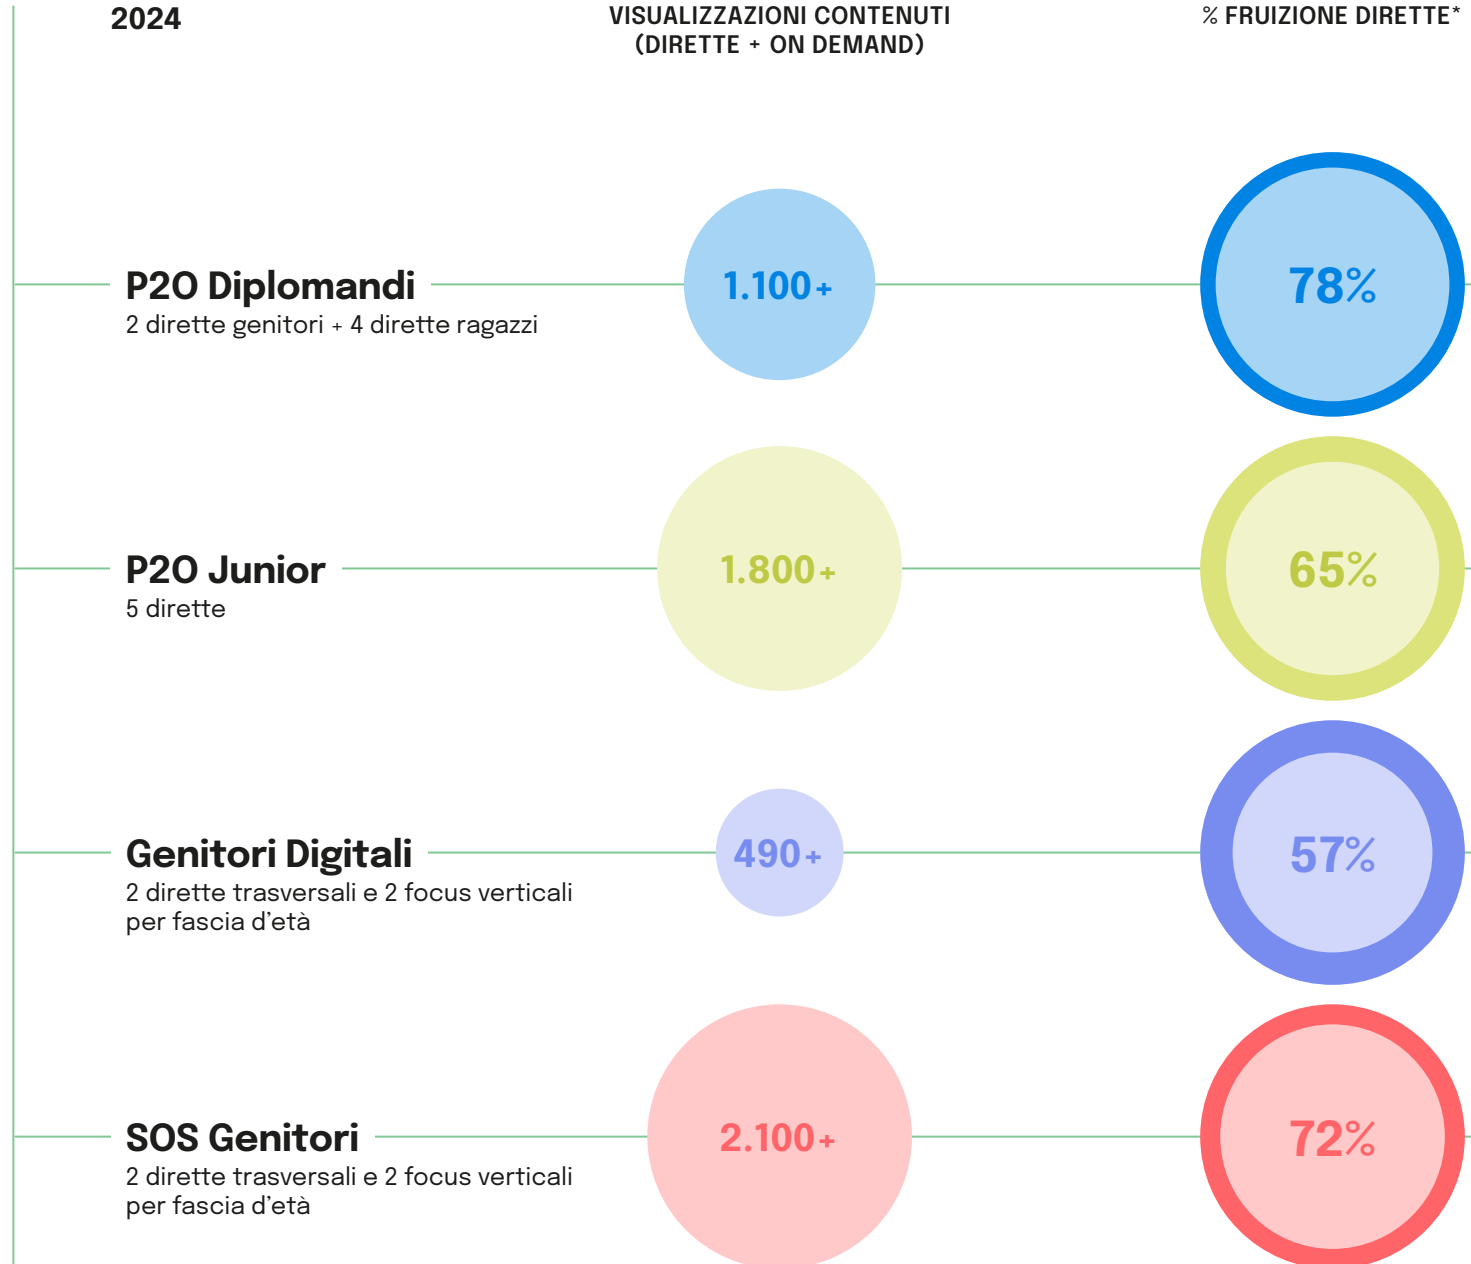 2024
VISUALIZZAZIONI CONTENUTI
(DIRETTE + ON DEMAND)
% FRUIZIONE DIRETTE*
P2O Diplomandi
2 dirette genitori + 4 dirette ragazzi
1.100+
78%
P2O Junior
5 dirette
1.800+
65%
Genitori Digitali
2 dirette trasversali e 2 focus verticali
per fascia d’età
490+
57%
SOS Genitori
2 dirette trasversali e 2 focus verticali
per fascia d’età
2.100+
72%